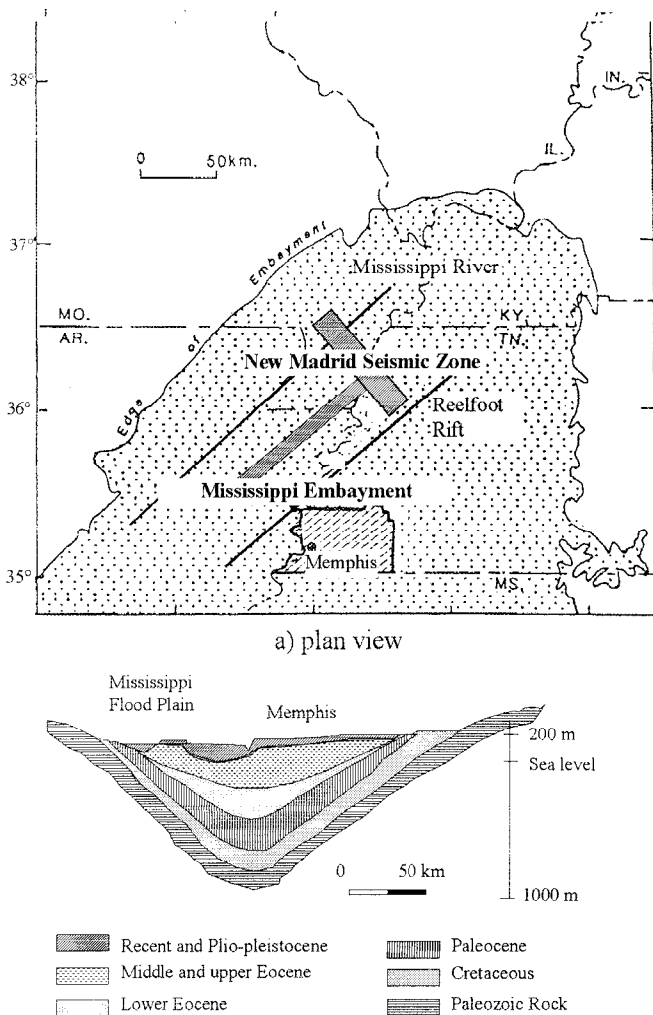 38°
IN.
0 50 km.
IL.
37°
Edge of Embayment
Mississippi River
MO.
AR.
KY.
TN.
New Madrid Seismic Zone
36°
Reelfoot
Rift
Mississippi Embayment
Memphis
35°
MS.
a) plan view
Mississippi
Flood Plain
Memphis
200 m
Sea level
0 50 km
1000 m
Recent and Plio-pleistocene
Paleocene
Middle and upper Eocene
Cretaceous
Lower Eocene
Paleozoic Rock